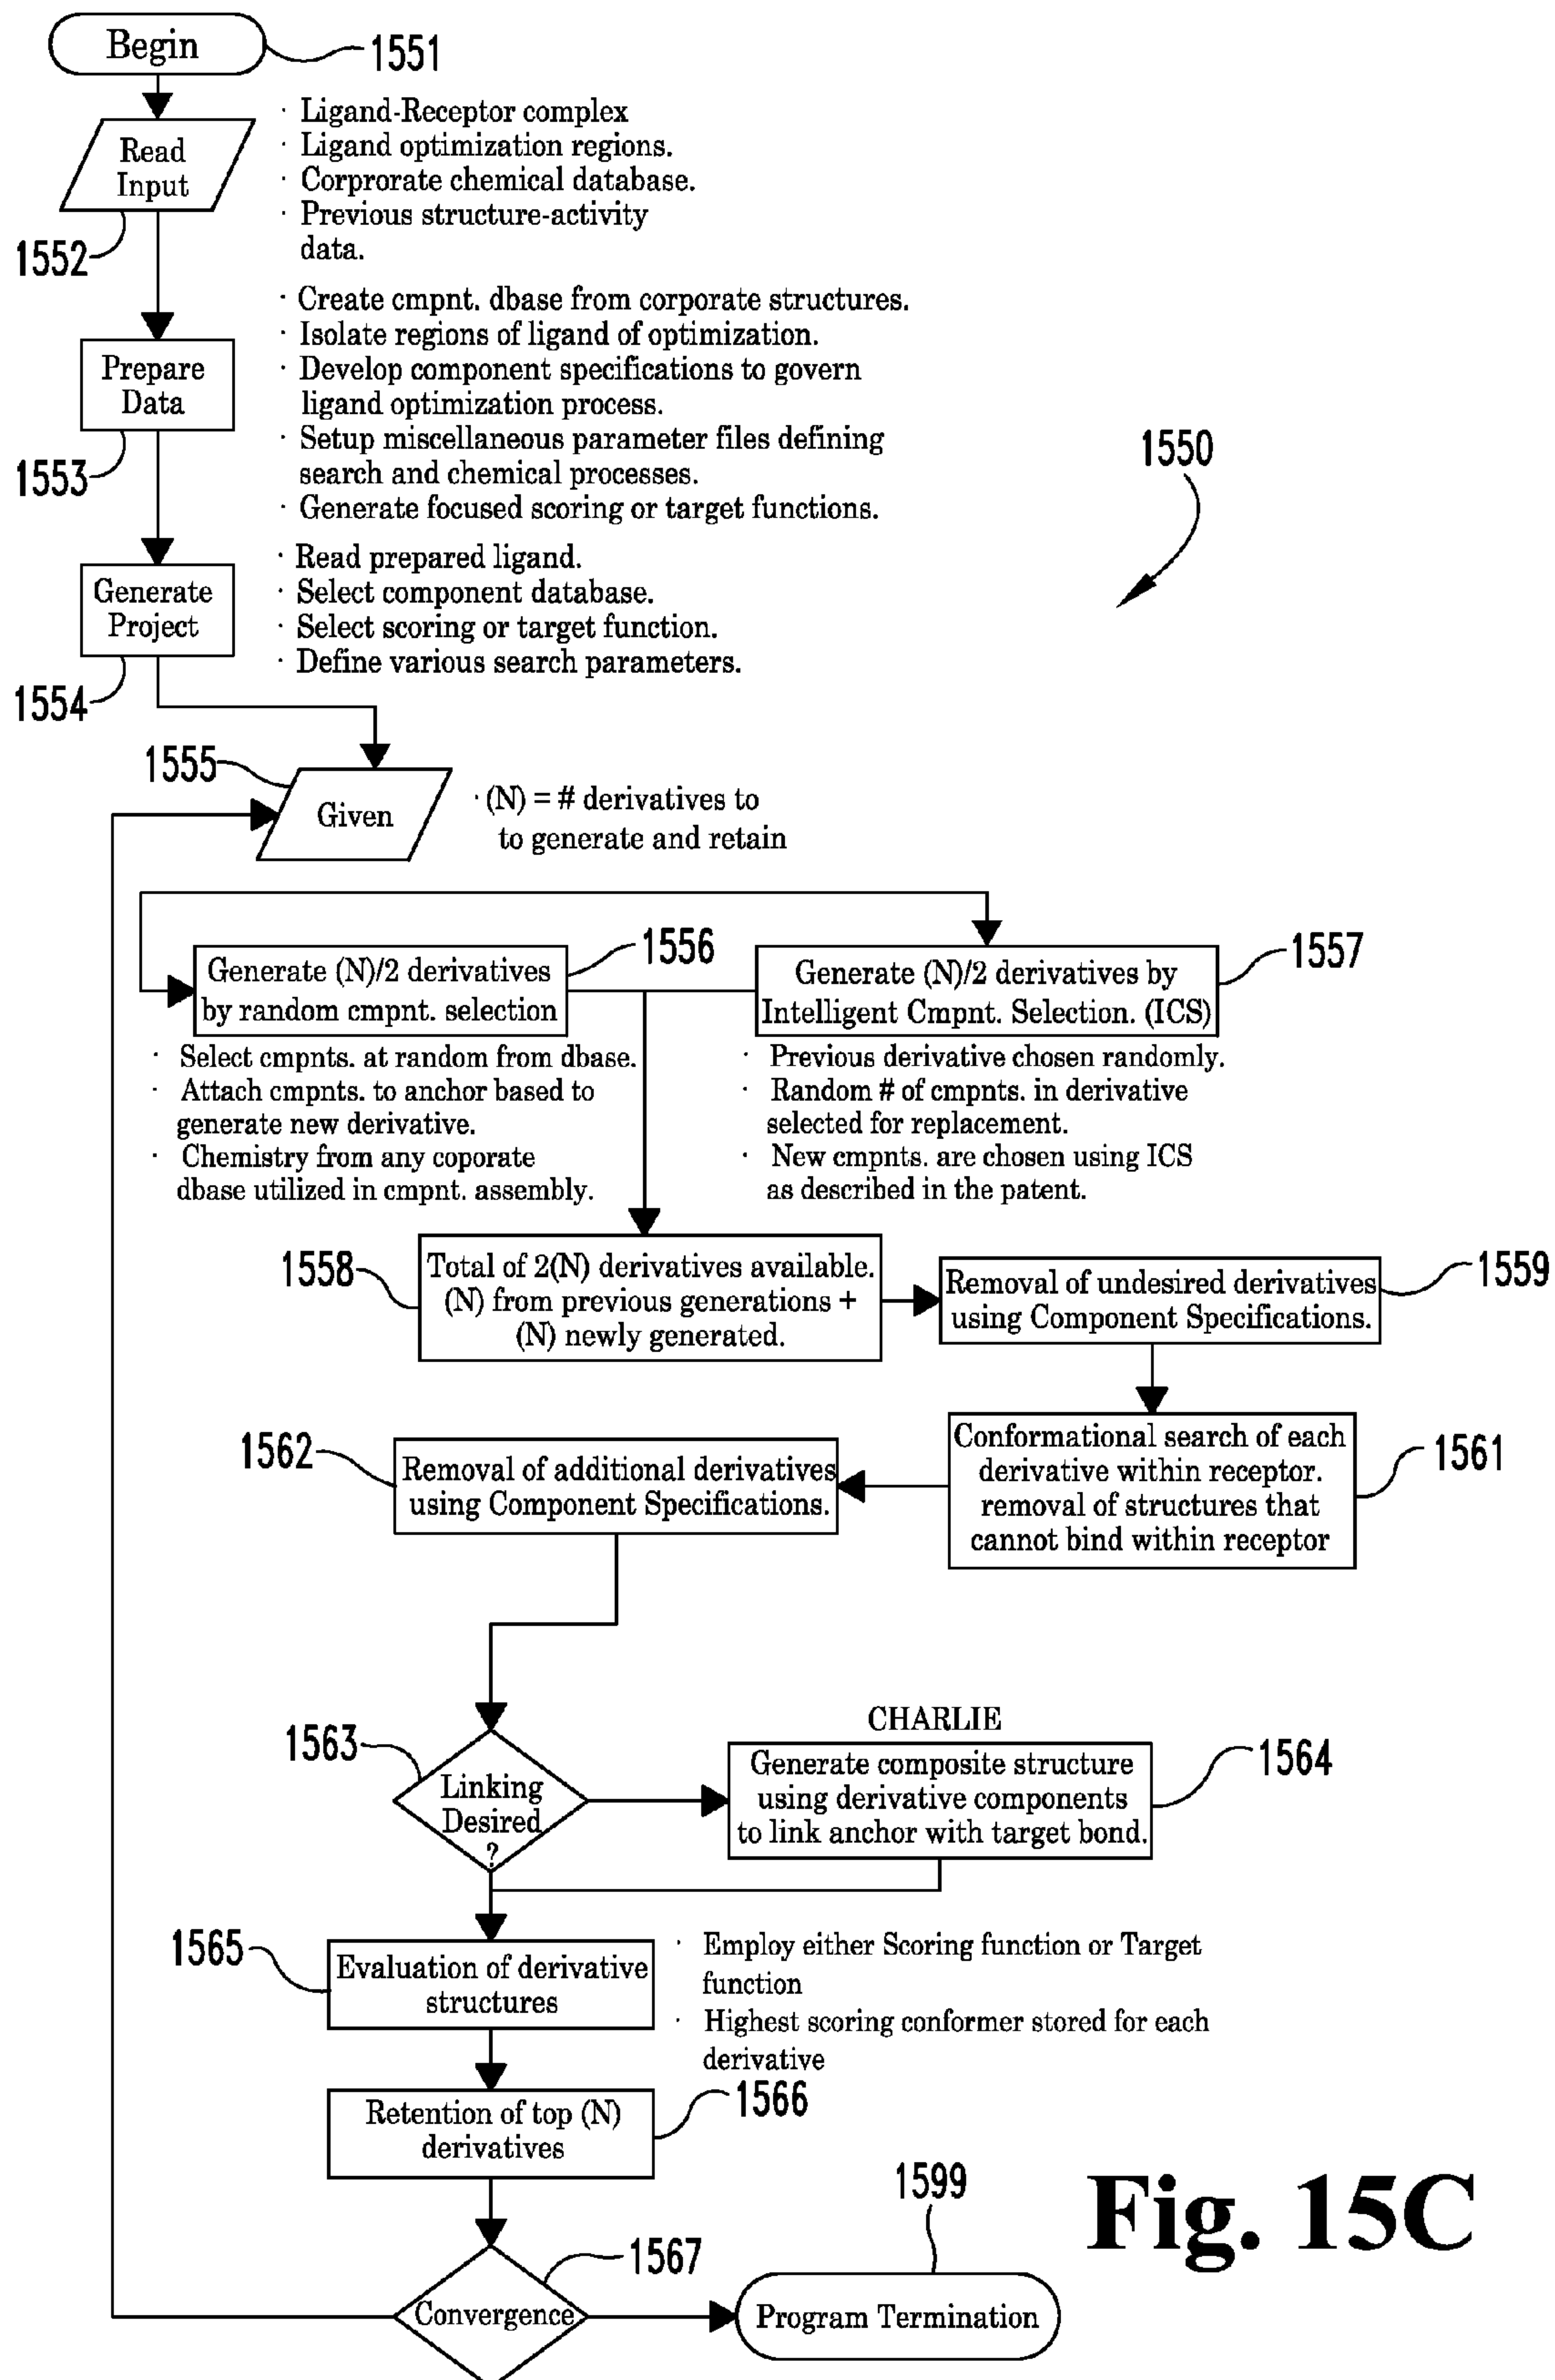 Begin
1551
Read
Input
1552
· Ligand-Receptor complex
· Ligand optimization regions.
· Corprorate chemical database.
· Previous structure-activity
data.
Prepare
Data
1553
· Create cmpnt. dbase from corporate structures.
· Isolate regions of ligand of optimization.
· Develop component specifications to govern
ligand optimization process.
· Setup miscellaneous parameter files defining
search and chemical processes.
· Generate focused scoring or target functions.
1550
Generate
Project
1554
· Read prepared ligand.
· Select component database.
· Select scoring or target function.
· Define various search parameters.
1555
Given
· (N) = # derivatives to
to generate and retain
Generate (N)/2 derivatives
by random cmpnt. selection
1556
· Select cmpnts. at random from dbase.
· Attach cmpnts. to anchor based to
generate new derivative.
· Chemistry from any coporate
dbase utilized in cmpnt. assembly.
Generate (N)/2 derivatives by
Intelligent Cmpnt. Selection. (ICS)
1557
· Previous derivative chosen randomly.
· Random # of cmpnts. in derivative
selected for replacement.
· New cmpnts. are chosen using ICS
as described in the patent.
1558
Total of 2(N) derivatives available.
(N) from previous generations +
(N) newly generated.
Removal of undesired derivatives
using Component Specifications.
1559
Conformational search of each
derivative within receptor.
removal of structures that
cannot bind within receptor
1561
1562
Removal of additional derivatives
using Component Specifications.
1563
Linking
Desired
?
CHARLIE
Generate composite structure
using derivative components
to link anchor with target bond.
1564
1565
Evaluation of derivative
structures
· Employ either Scoring function or Target
function
· Highest scoring conformer stored for each
derivative
Retention of top (N)
derivatives
1566
1567
Convergence
1599
Program Termination
Fig. 15C